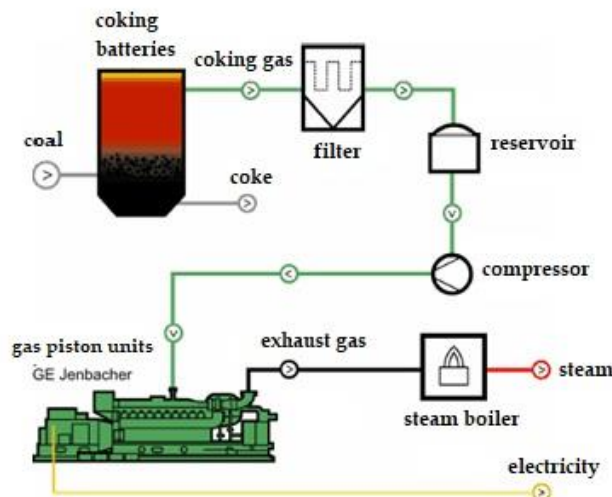 coking
batteries
coking gas
filter
reservoir
coal
coke
compressor
gas piston units
GE Jenbacher
exhaust gas
steam
steam boiler
electricity